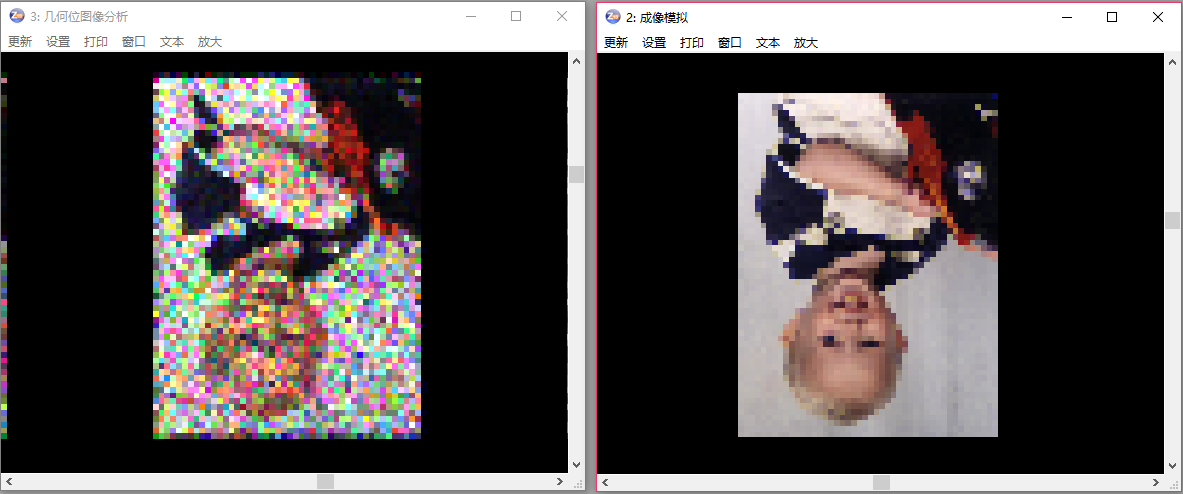 3: 几何位图像分析
更新 设置 打印 窗口 文本 放大
2: 成像模拟
更新 设置 打印 窗口 文本 放大